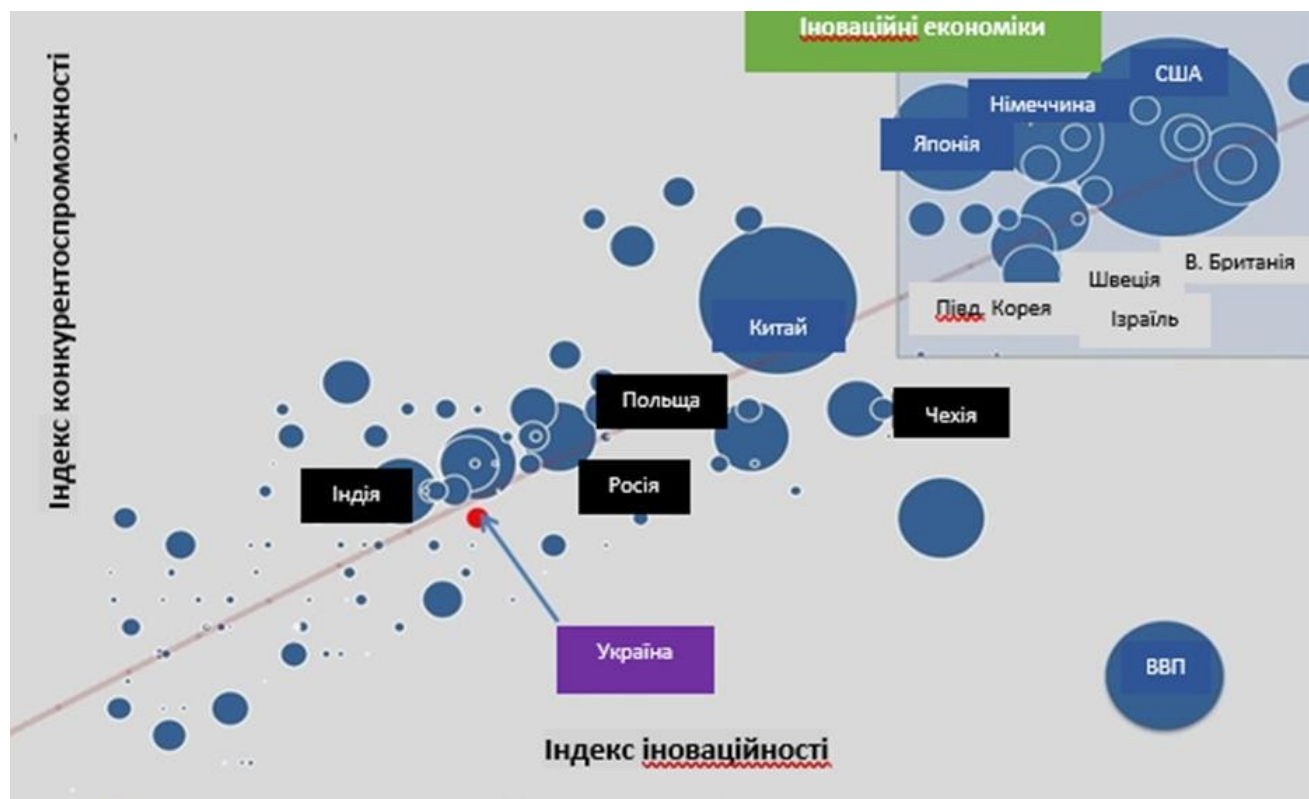 Індекс конкурентоспроможності
Іноваційні економіки
США
Німеччина
Японія
В. Британія
Швеція
Півд. Корея
Ізраїль
Китай
Польща
Чехія
Індія
Росія
Україна
ВВП
Індекс іноваційності